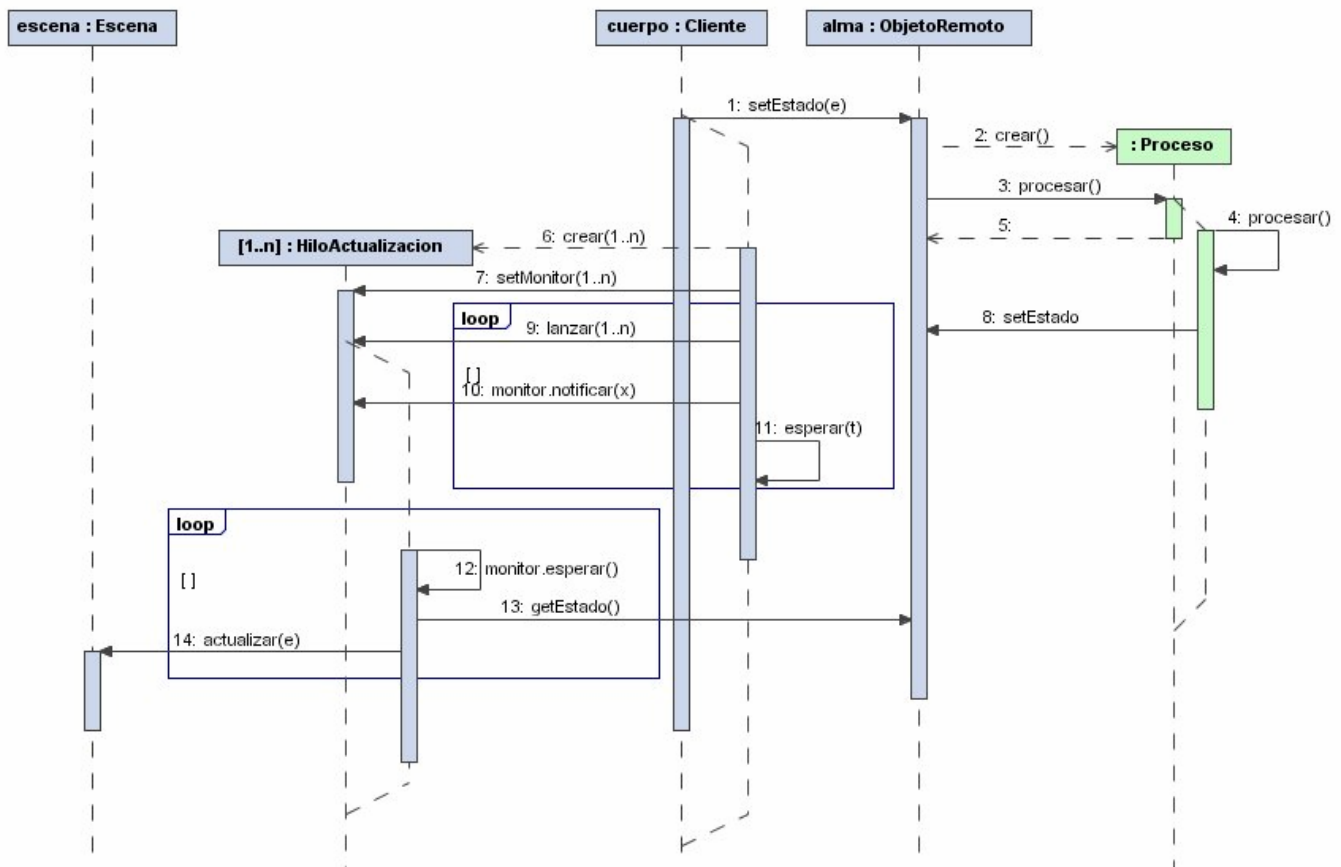 escena : Escena
cuerpo : Cliente
alma : ObjetoRemoto
1: setEstado(e)
2: crear()
: Proceso
3: procesar()
4: procesar()
5:
6: crear(1..n)
[1..n] : HiloActualizacion
7: setMonitor(1..n)
loop
8: setEstado
9: lanzar(1..n)
[ ]
10: monitor.notificar(x)
11: esperar(t)
loop
12: monitor.esperar()
[ ]
13: getEstado()
14: actualizar(e)